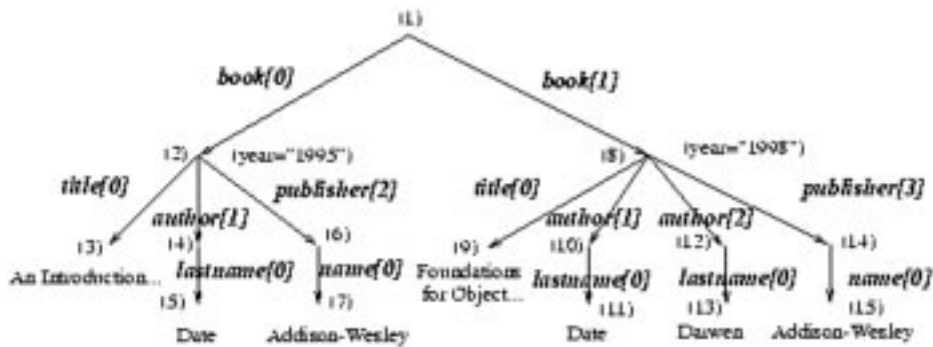 (1)
book[0] book[1]
(2) (year="1995") (8) (year="1998")
title[0] publisher[2] title[0] publisher[3]
author[1] author[1] author[2]
(3) (4) (6) (9) (10) (12) (14)
An Introduction... lastname[0] name[0] Foundations lastname[0] lastname[0] name[0]
for Object...
(5) (7) (11) (13) (15)
Date Addison-Wesley Date Darwen Addison-Wesley